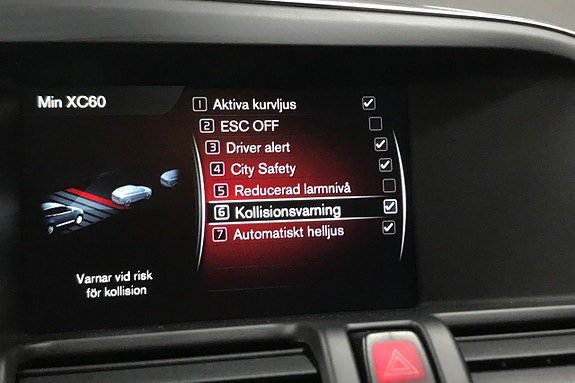 Min XC60
1 Aktiva kurvljus
2 ESC OFF
3 Driver alert
4 City Safety
5 Reducerad larmnivå
6 Kollisionsvarning
7 Automatiskt helljus
Varnar vid risk
för kollision